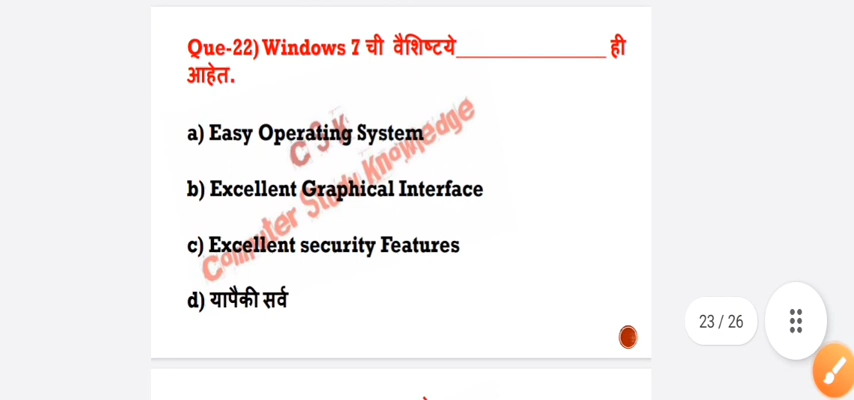 Que-22) Windows 7 ची वैशिष्टये________________ ही
आहेत.
a) Easy Operating System
b) Excellent Graphical Interface
c) Excellent security Features
d) यापैकी सर्व
C S K
Computer Study Knowledge
23 / 26